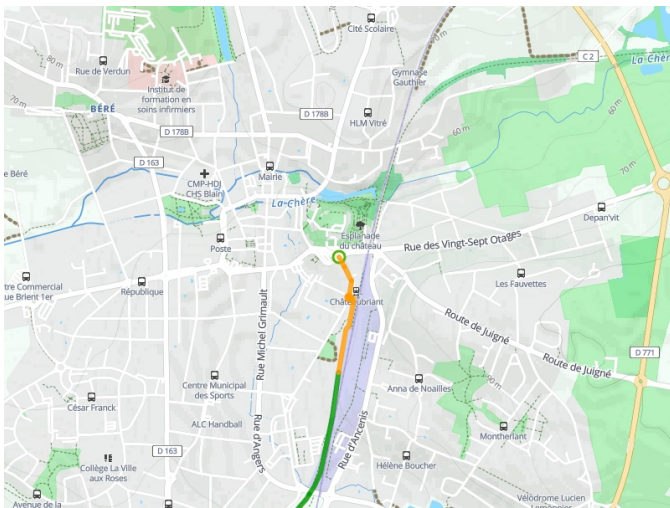 Cité Scolaire
70 m
C 2
La Chère
Rue de Verdun
80 m
70 m
Institut de
formation en
soins infirmiers
Gymnase
Gauthier
BÉRÉ
D 178B
HLM Vitré
D 178B
60 m
60 m
D 163
Mairie
70 m
CMP-HDJ
CHS Blain
e Béré
La Chère
Depan'vit
Esplanade
du château
Rue des Vingt-Sept Otages
Poste
tre Commercial
ue Brient 1er
République
Châteaubriant
Les Fauvettes
Rue Michel Grimault
Route de Juigné
Route de Juigné
D 771
Centre Municipal
des Sports
Anna de Noailles
80 m
César Franck
ALC Handball
Rue d'Angers
Rue d'Ancenis
Montherlant
D 163
Collège La Ville
aux Roses
Hélène Boucher
Avenue de la
Vélodrome Lucien